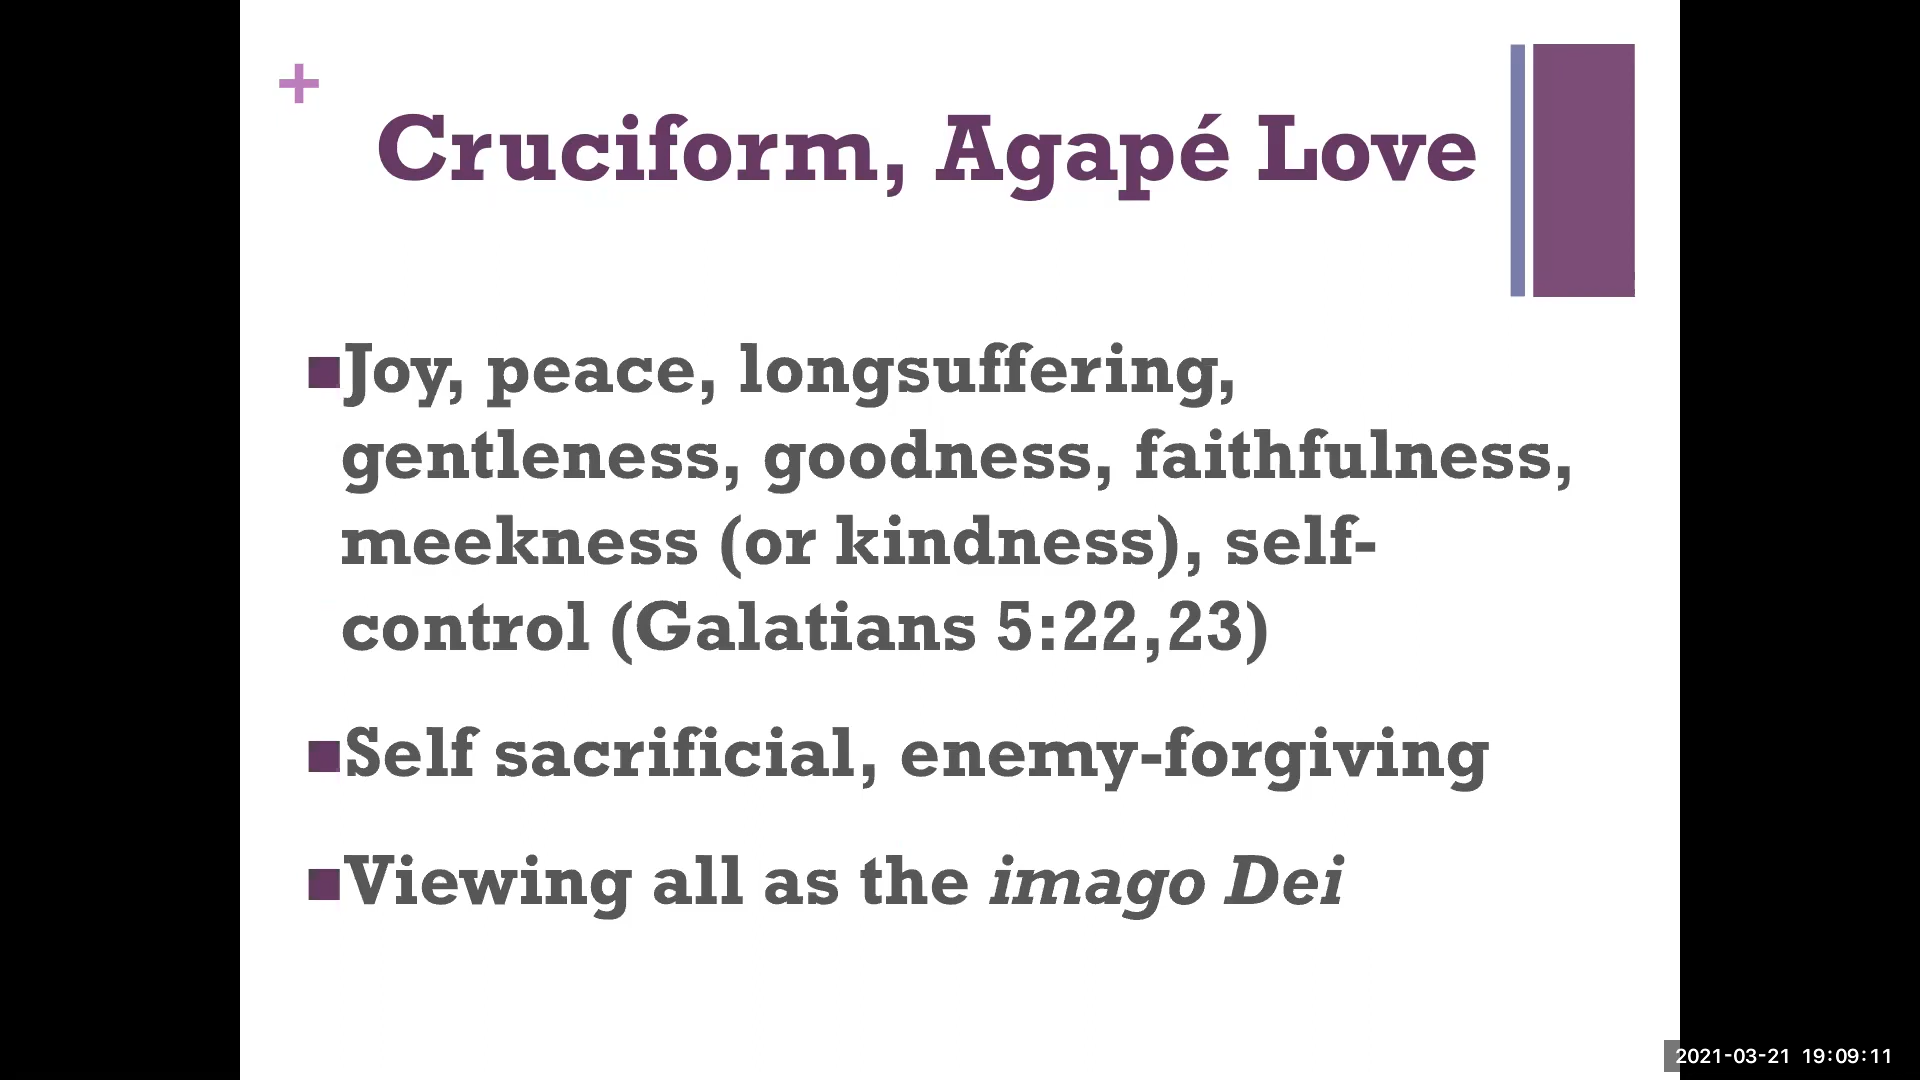 +
Cruciform, Agapé Love
■Joy, peace, longsuffering,
gentleness, goodness, faithfulness,
meekness (or kindness), self-
control (Galatians 5:22,23)
■Self sacrificial, enemy-forgiving
■Viewing all as the imago Dei
2021-03-21 19:09:11